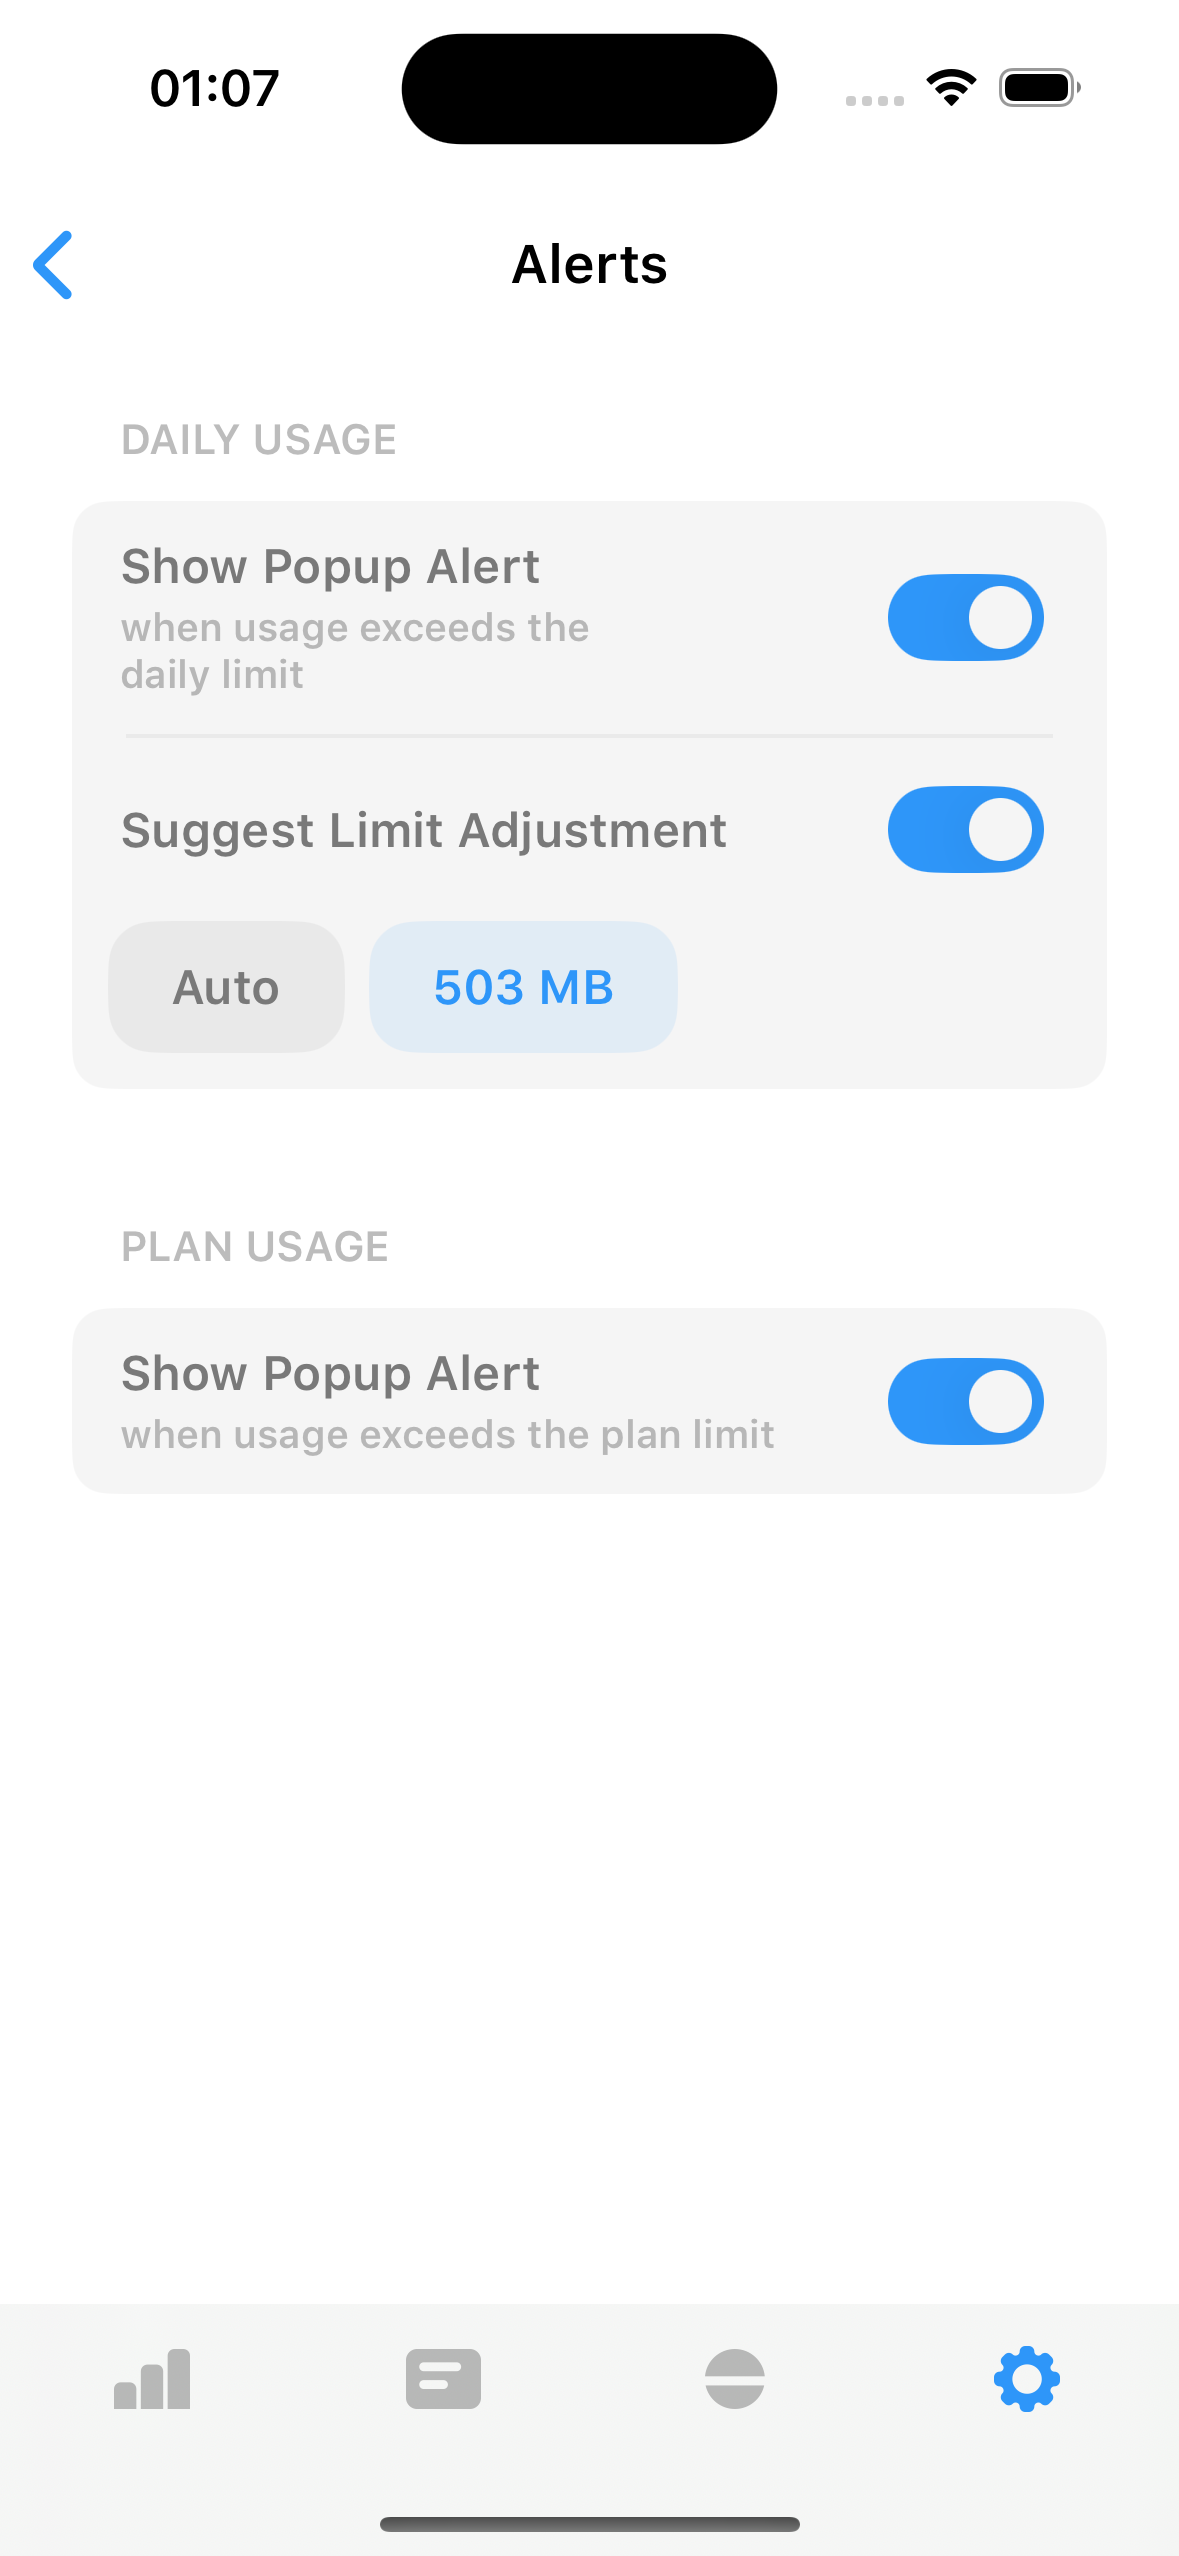 01:07
Alerts
DAILY USAGE
Show Popup Alert
when usage exceeds the
daily limit
Suggest Limit Adjustment
Auto
503 MB
PLAN USAGE
Show Popup Alert
when usage exceeds the plan limit